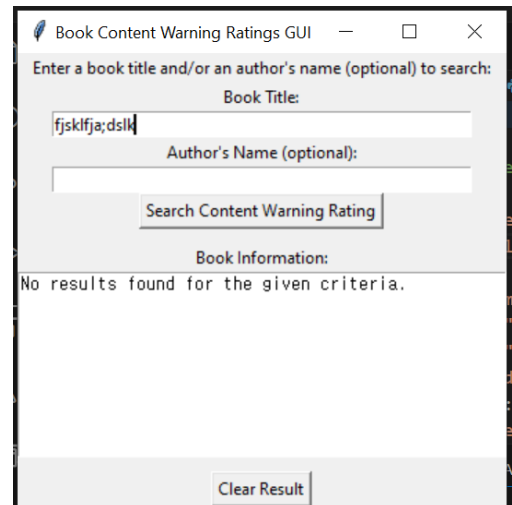 Book Content Warning Ratings GUI
Enter a book title and/or an author's name (optional) to search:
Book Title:
fjsklfja;dslk
Author's Name (optional):
Search Content Warning Rating
Book Information:
No results found for the given criteria.
Clear Result